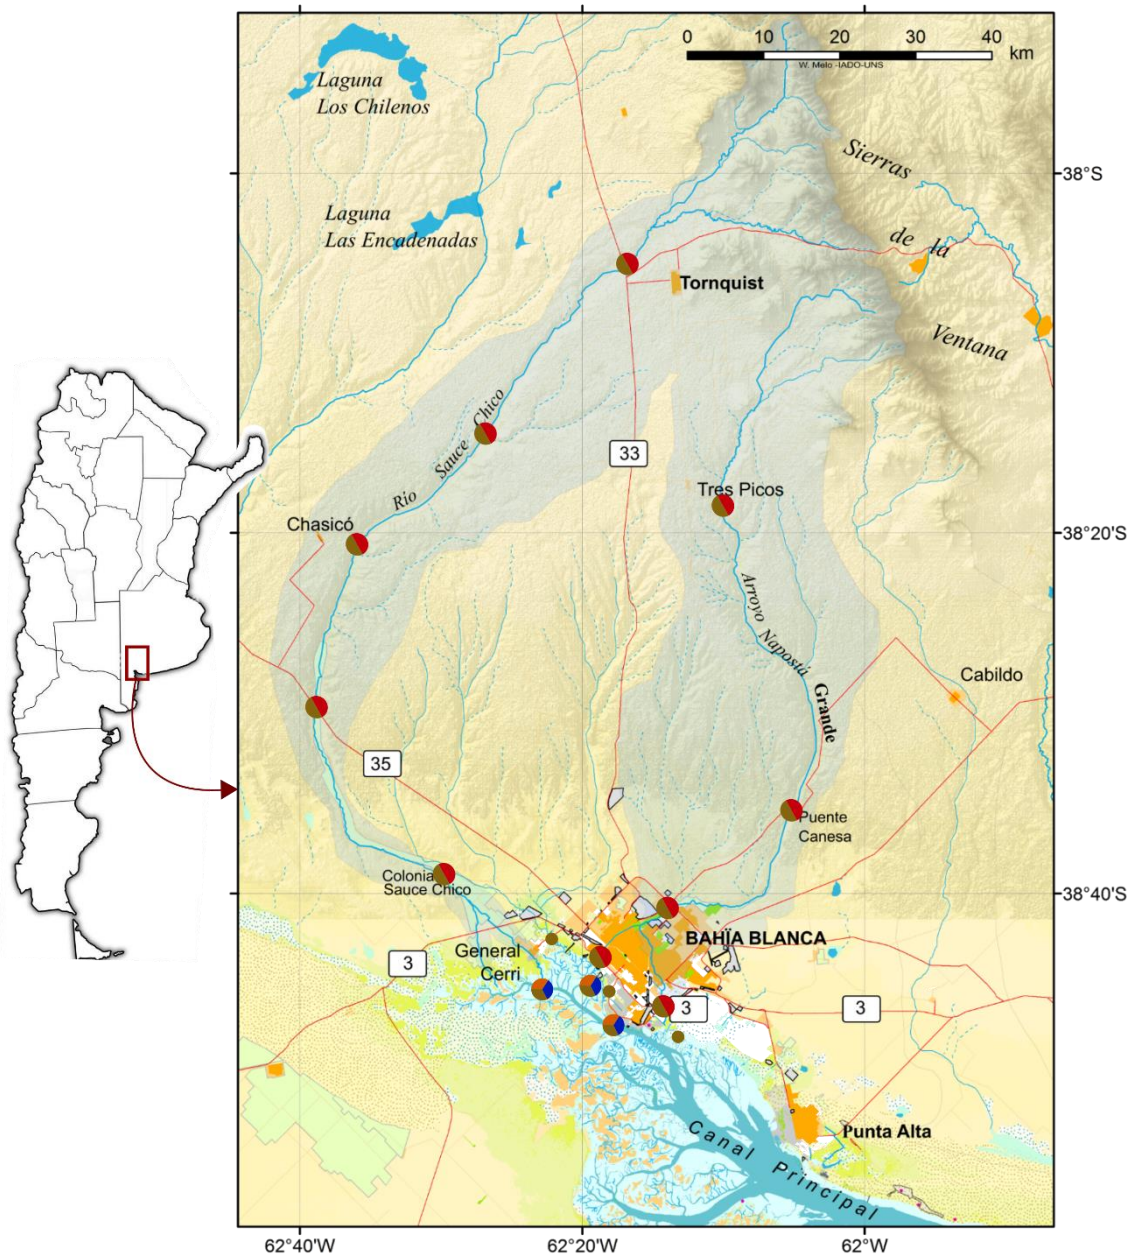 0 10 20 30 40
km
W. Melo -IADO-UNS
Laguna
Los Chilenos
Sierras
de la
Ventana
38°S
Laguna
Las Encadenadas
Tornquist
Río Sauce Chico
33
Tres Picos
Chasicó
38°20'S
Arroyo Napostá Grande
Cabildo
35
Puente
Canesa
Colonia
Sauce Chico
38°40'S
BAHÏA BLANCA
General
Cerri
3
3
3
Punta Alta
Canal Principal
62°40'W
62°20'W
62°W